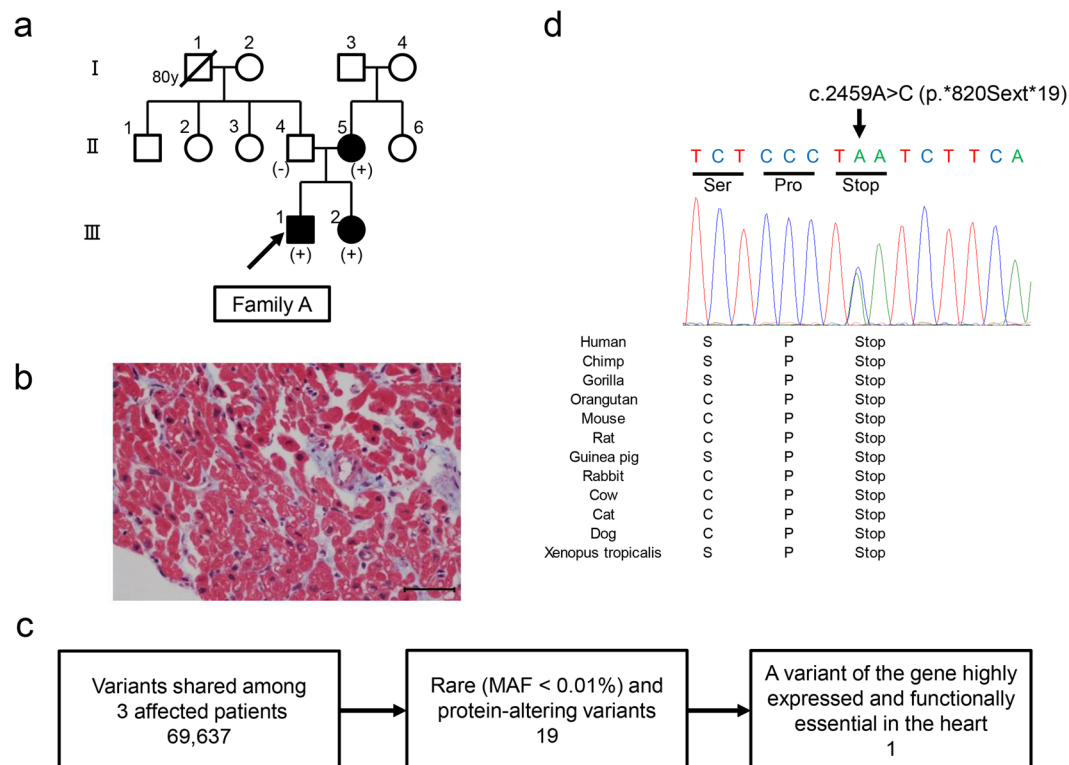 a
I
1
2
3
4
80y
II
1
2
3
4
5
6
(-)
(+)
III
1
2
(+)
(+)
Family A
b
c
Variants shared among
3 affected patients
69,637
Rare (MAF < 0.01%) and
protein-altering variants
19
A variant of the gene highly
expressed and functionally
essential in the heart
1
d
c.2459A>C (p.*820Sext*19)
T C T C C C T A A T C T T C A
Ser Pro Stop
Human S P Stop
Chimp S P Stop
Gorilla S P Stop
Orangutan C P Stop
Mouse C P Stop
Rat C P Stop
Guinea pig S P Stop
Rabbit C P Stop
Cow C P Stop
Cat C P Stop
Dog C P Stop
Xenopus tropicalis S P Stop